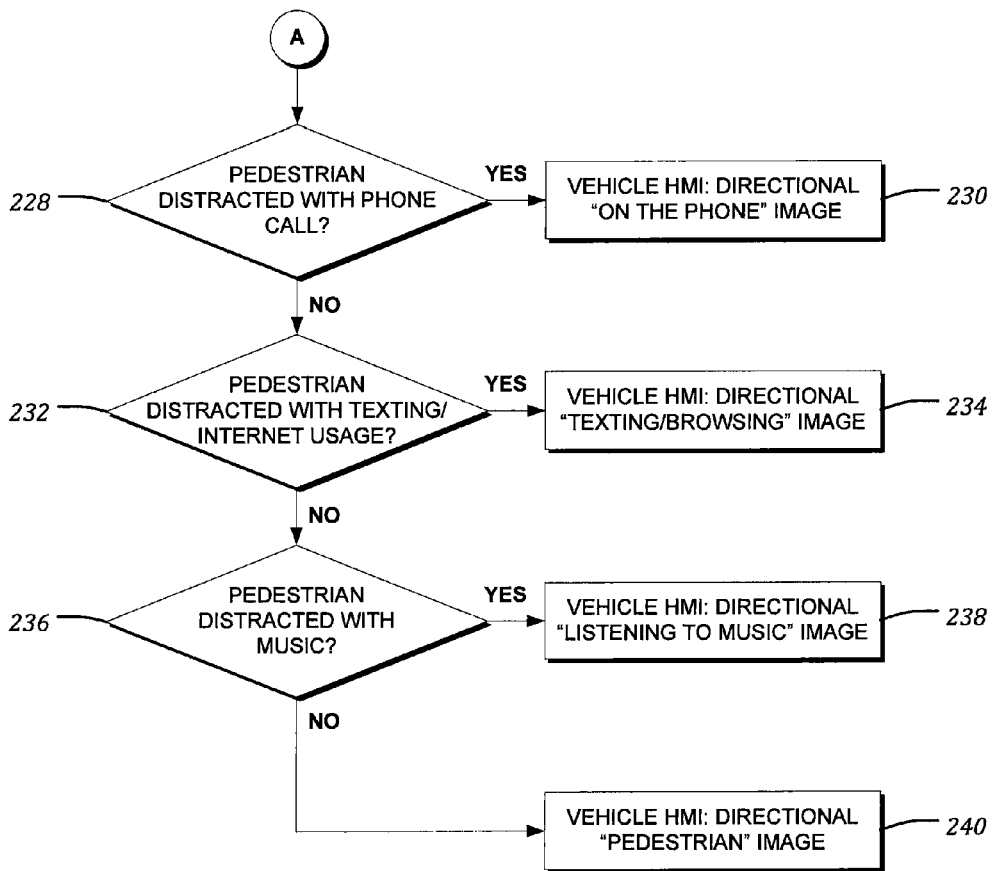 A
PEDESTRIAN
DISTRACTED WITH PHONE
CALL?
228
YES
VEHICLE HMI: DIRECTIONAL
“ON THE PHONE” IMAGE
230
NO
PEDESTRIAN
DISTRACTED WITH TEXTING/
INTERNET USAGE?
232
YES
VEHICLE HMI: DIRECTIONAL
“TEXTING/BROWSING” IMAGE
234
NO
PEDESTRIAN
DISTRACTED WITH
MUSIC?
236
YES
VEHICLE HMI: DIRECTIONAL
“LISTENING TO MUSIC” IMAGE
238
NO
VEHICLE HMI: DIRECTIONAL
“PEDESTRIAN” IMAGE
240